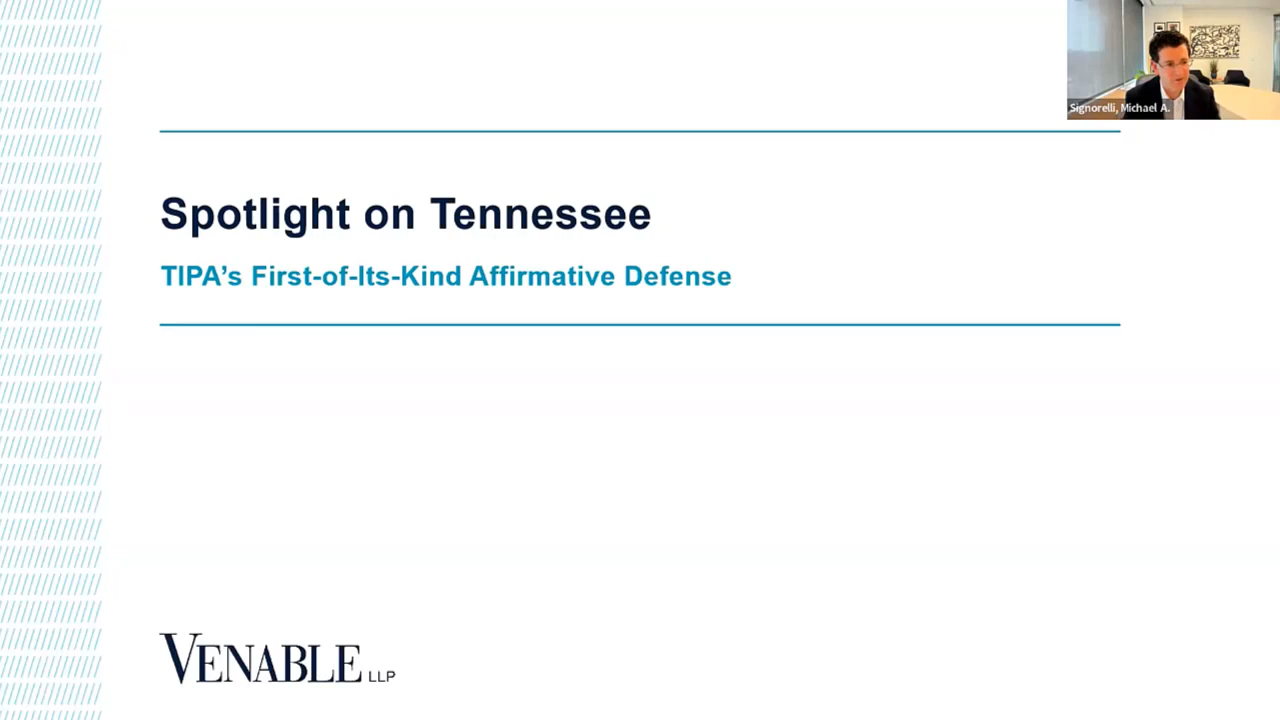 Signorelli, Michael A.
Spotlight on Tennessee
TIPA's First-of-Its-Kind Affirmative Defense
VENABLE LLP